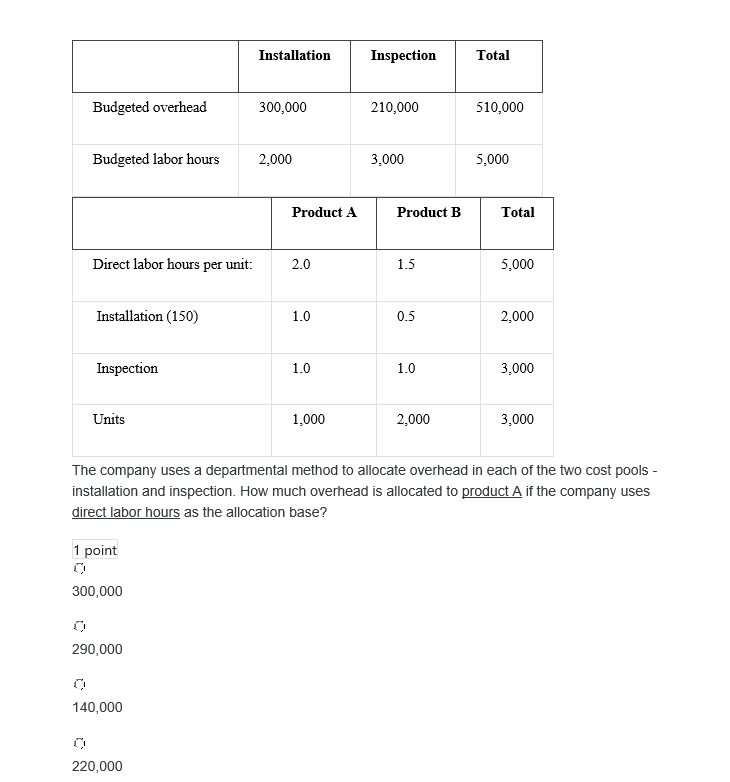 Installation Inspection Total
Budgeted overhead 300,000 210,000 510,000
Budgeted labor hours 2,000 3,000 5,000
Product A Product B Total
Direct labor hours per unit: 2.0 1.5 5,000
Installation (150) 1.0 0.5 2,000
Inspection 1.0 1.0 3,000
Units 1,000 2,000 3,000
The company uses a departmental method to allocate overhead in each of the two cost pools -
installation and inspection. How much overhead is allocated to product A if the company uses
direct labor hours as the allocation base?
1 point
300,000
290,000
140,000
220,000